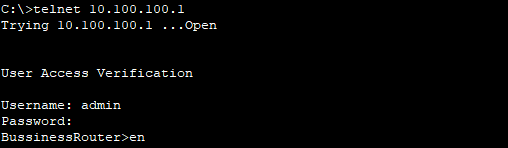 C:\>telnet 10.100.100.1
Trying 10.100.100.1 ...Open
User Access Verification
Username: admin
Password:
BussinessRouter>en